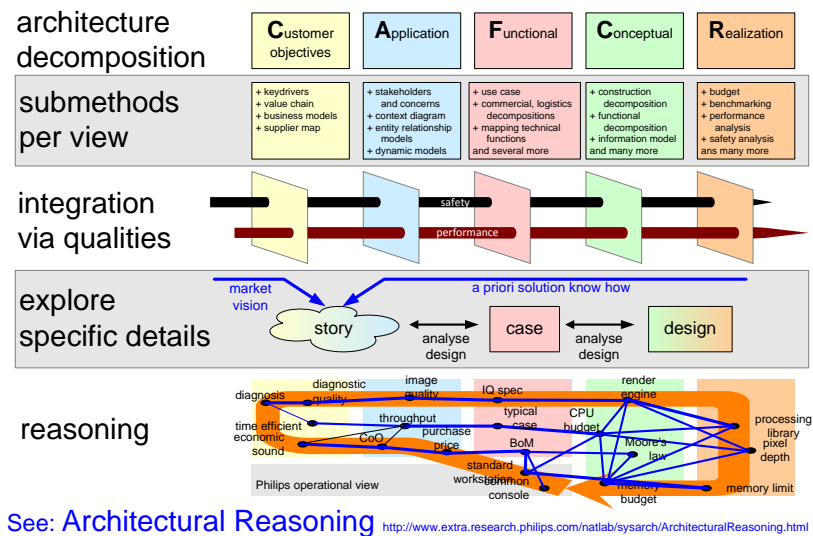 architecture
decomposition
Customer
objectives
Application
Functional
Conceptual
Realization
submethods
per view
+ keydrivers
+ value chain
+ business models
+ supplier map
+ stakeholders
and concerns
+ context diagram
+ entity relationship
models
+ dynamic models
+ use case
+ commercial, logistics
decompositions
+ mapping technical
functions
and several more
+ construction
decomposition
+ functional
decomposition
+ information model
and many more
+ budget
+ benchmarking
+ performance
analysis
+ safety analysis
ans many more
integration
via qualities
safety
performance
explore
specific details
market
vision
a priori solution know how
story
analyse
design
case
analyse
design
design
reasoning
diagnosis
diagnostic
quality
image
quality
IQ spec
render
engine
time efficient
throughput
typical
case
CPU
budget
processing
library
economic
sound
CoO
purchase
price
BoM
Moore's
law
pixel
depth
Philips operational view
standard
workstation
common
console
memory
budget
memory limit
See: Architectural Reasoning http://www.extra.research.philips.com/natlab/sysarch/ArchitecturalReasoning.html